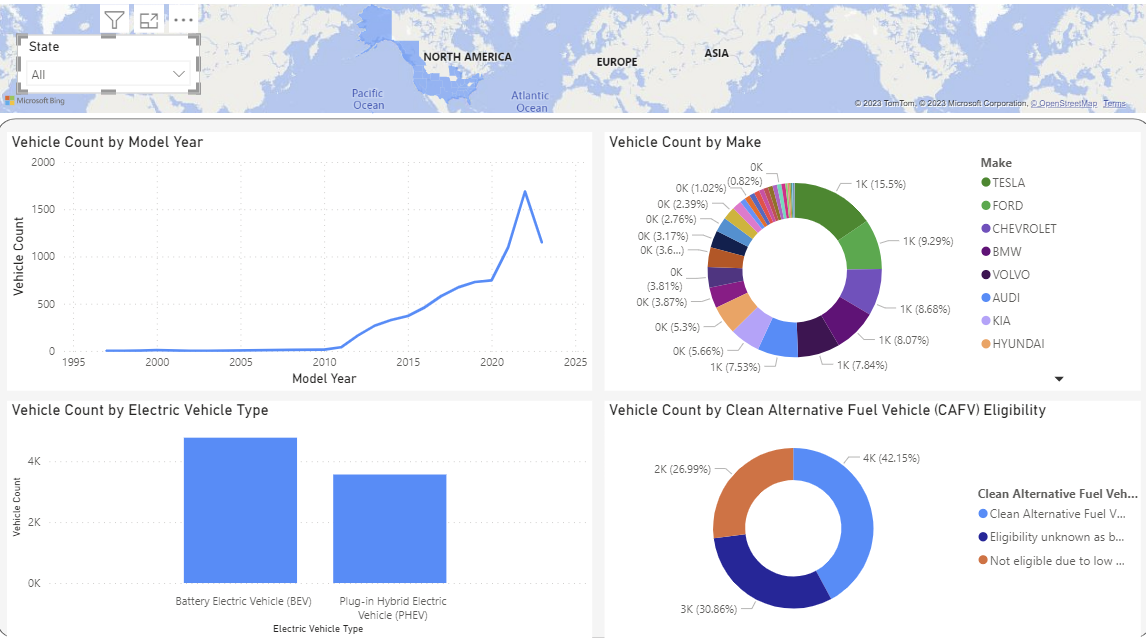 State
All
Microsoft Bing
NORTH AMERICA
EUROPE
ASIA
Pacific
Ocean
Atlantic
Ocean
© 2023 TomTom, © 2023 Microsoft Corporation, © OpenStreetMap Terms
Vehicle Count by Model Year
Vehicle Count
2000
1500
1000
500
0
1995
2000
2005
2010
2015
2020
2025
Model Year
Vehicle Count by Make
0K
(0.82%)
0K (1.02%)
0K (2.39%)
0K (2.76%)
0K (3.17%)
0K (3.6...)
0K
(3.81%)
0K (3.87%)
0K (5.3%)
0K (5.66%)
1K (7.53%)
1K (15.5%)
1K (9.29%)
1K (8.68%)
1K (8.07%)
1K (7.84%)
Make
TESLA
FORD
CHEVROLET
BMW
VOLVO
AUDI
KIA
HYUNDAI
Vehicle Count by Electric Vehicle Type
Vehicle Count
4K
2K
0K
Battery Electric Vehicle (BEV)
Plug-in Hybrid Electric
Vehicle (PHEV)
Electric Vehicle Type
Vehicle Count by Clean Alternative Fuel Vehicle (CAFV) Eligibility
2K (26.99%)
4K (42.15%)
3K (30.86%)
Clean Alternative Fuel Veh...
Clean Alternative Fuel V...
Eligibility unknown as b...
Not eligible due to low ...